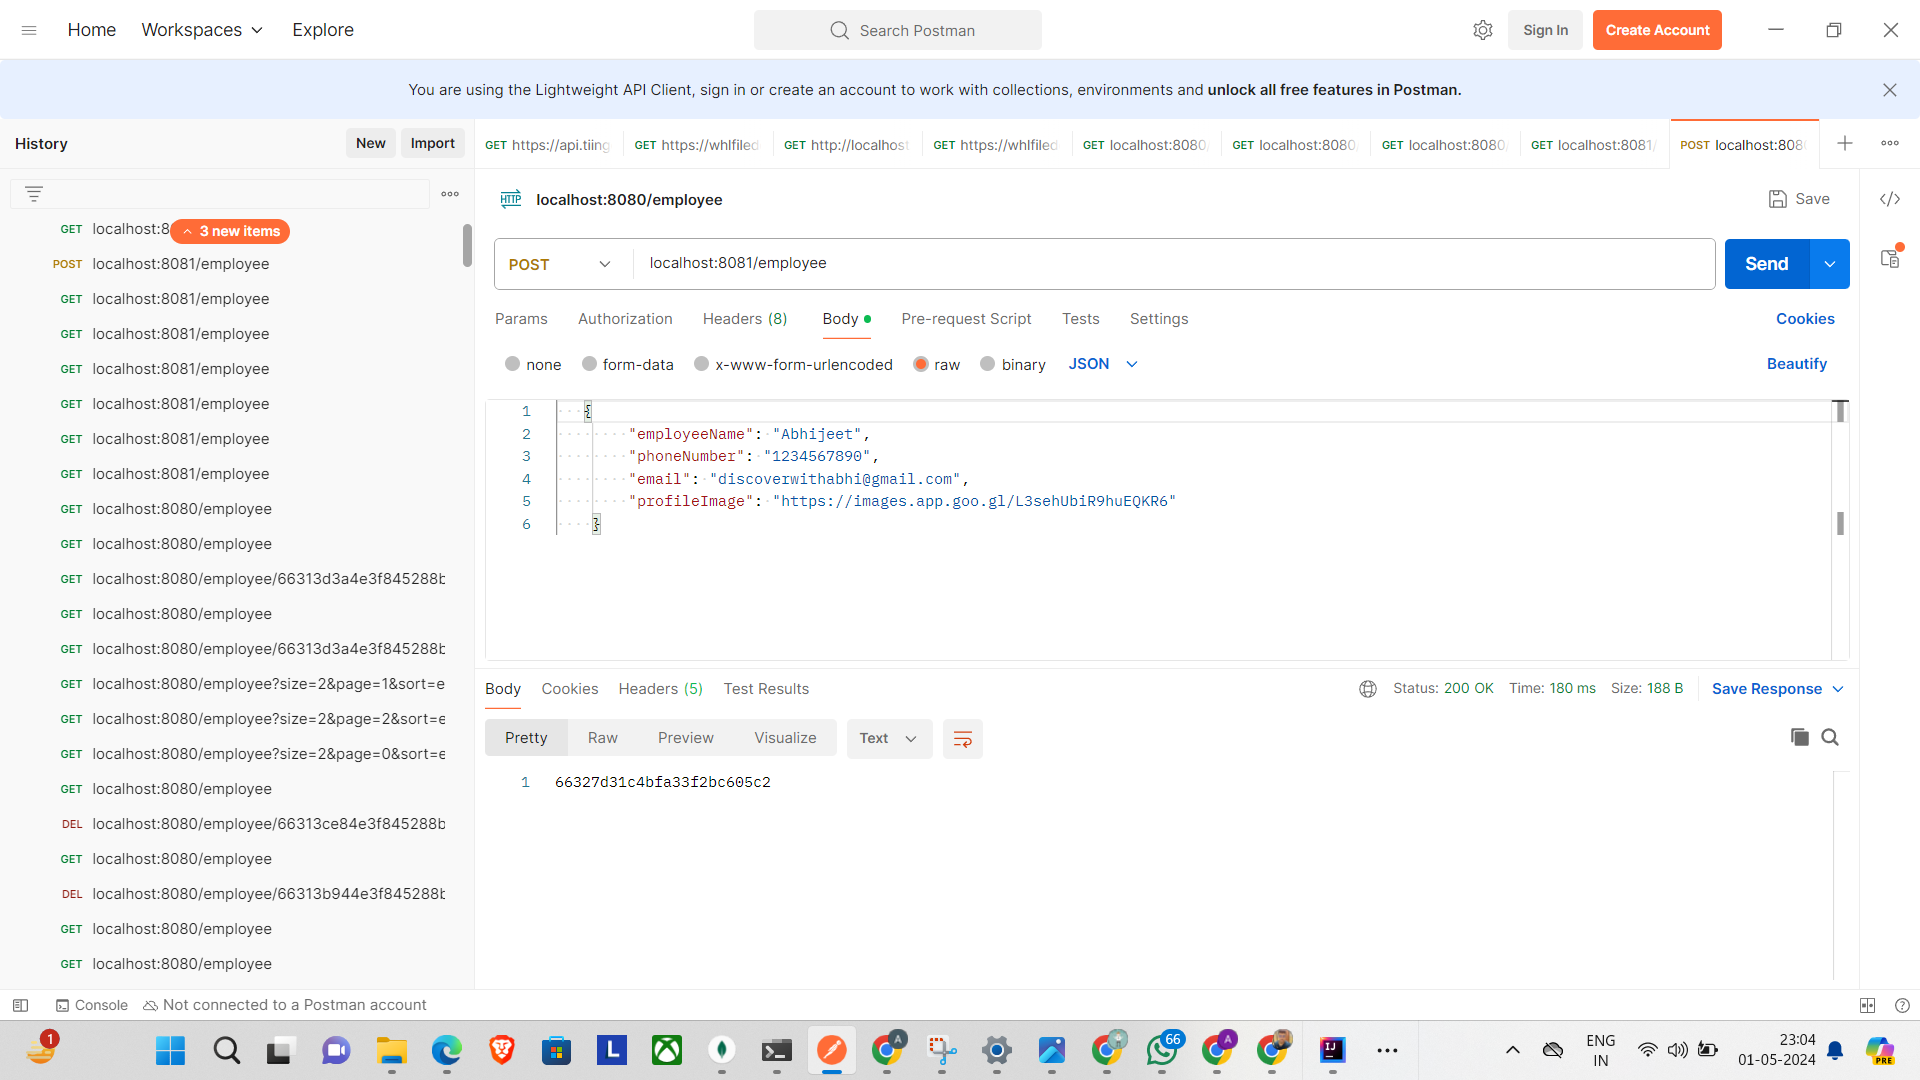 Home Workspaces Explore
Search Postman
Sign In Create Account
You are using the Lightweight API Client, sign in or create an account to work with collections, environments and unlock all free features in Postman.
History New Import
GET https://api.tiing
GET https://whlfiled
GET http://localhost
GET https://whlfiled
GET localhost:8080/
GET localhost:8080,
GET localhost:8080,
GET localhost:8081/
POST localhost:808
GET localhost:8
3 new items
POST localhost:8081/employee
GET localhost:8081/employee
GET localhost:8081/employee
GET localhost:8081/employee
GET localhost:8081/employee
GET localhost:8081/employee
GET localhost:8081/employee
GET localhost:8080/employee
GET localhost:8080/employee
GET localhost:8080/employee/66313d3a4e3f845288b
GET localhost:8080/employee
GET localhost:8080/employee/66313d3a4e3f845288b
GET localhost:8080/employee?size=2&page=1&sort=e
GET localhost:8080/employee?size=2&page=2&sort=e
GET localhost:8080/employee?size=2&page=0&sort=e
GET localhost:8080/employee
DEL localhost:8080/employee/66313ce84e3f845288b
GET localhost:8080/employee
DEL localhost:8080/employee/66313b944e3f845288b
GET localhost:8080/employee
GET localhost:8080/employee
HTTP localhost:8080/employee
Save
POST localhost:8081/employee
Send
Params Authorization Headers (8) Body Pre-request Script Tests Settings
Cookies
none form-data x-www-form-urlencoded raw binary JSON
Beautify
1 {
2 "employeeName": "Abhijeet",
3 "phoneNumber": "1234567890",
4 "email": "discoverwithabhi@gmail.com",
5 "profileImage": "https://images.app.goo.gl/L3sehUbiR9huEQKR6"
6 }
Body Cookies Headers (5) Test Results
Status: 200 OK Time: 180 ms Size: 188 B Save Response
Pretty Raw Preview Visualize Text
1 66327d31c4bfa33f2bc605c2
Console Not connected to a Postman account
1
L
A
66
A
IJ
ENG
IN
23:04
01-05-2024
PRE